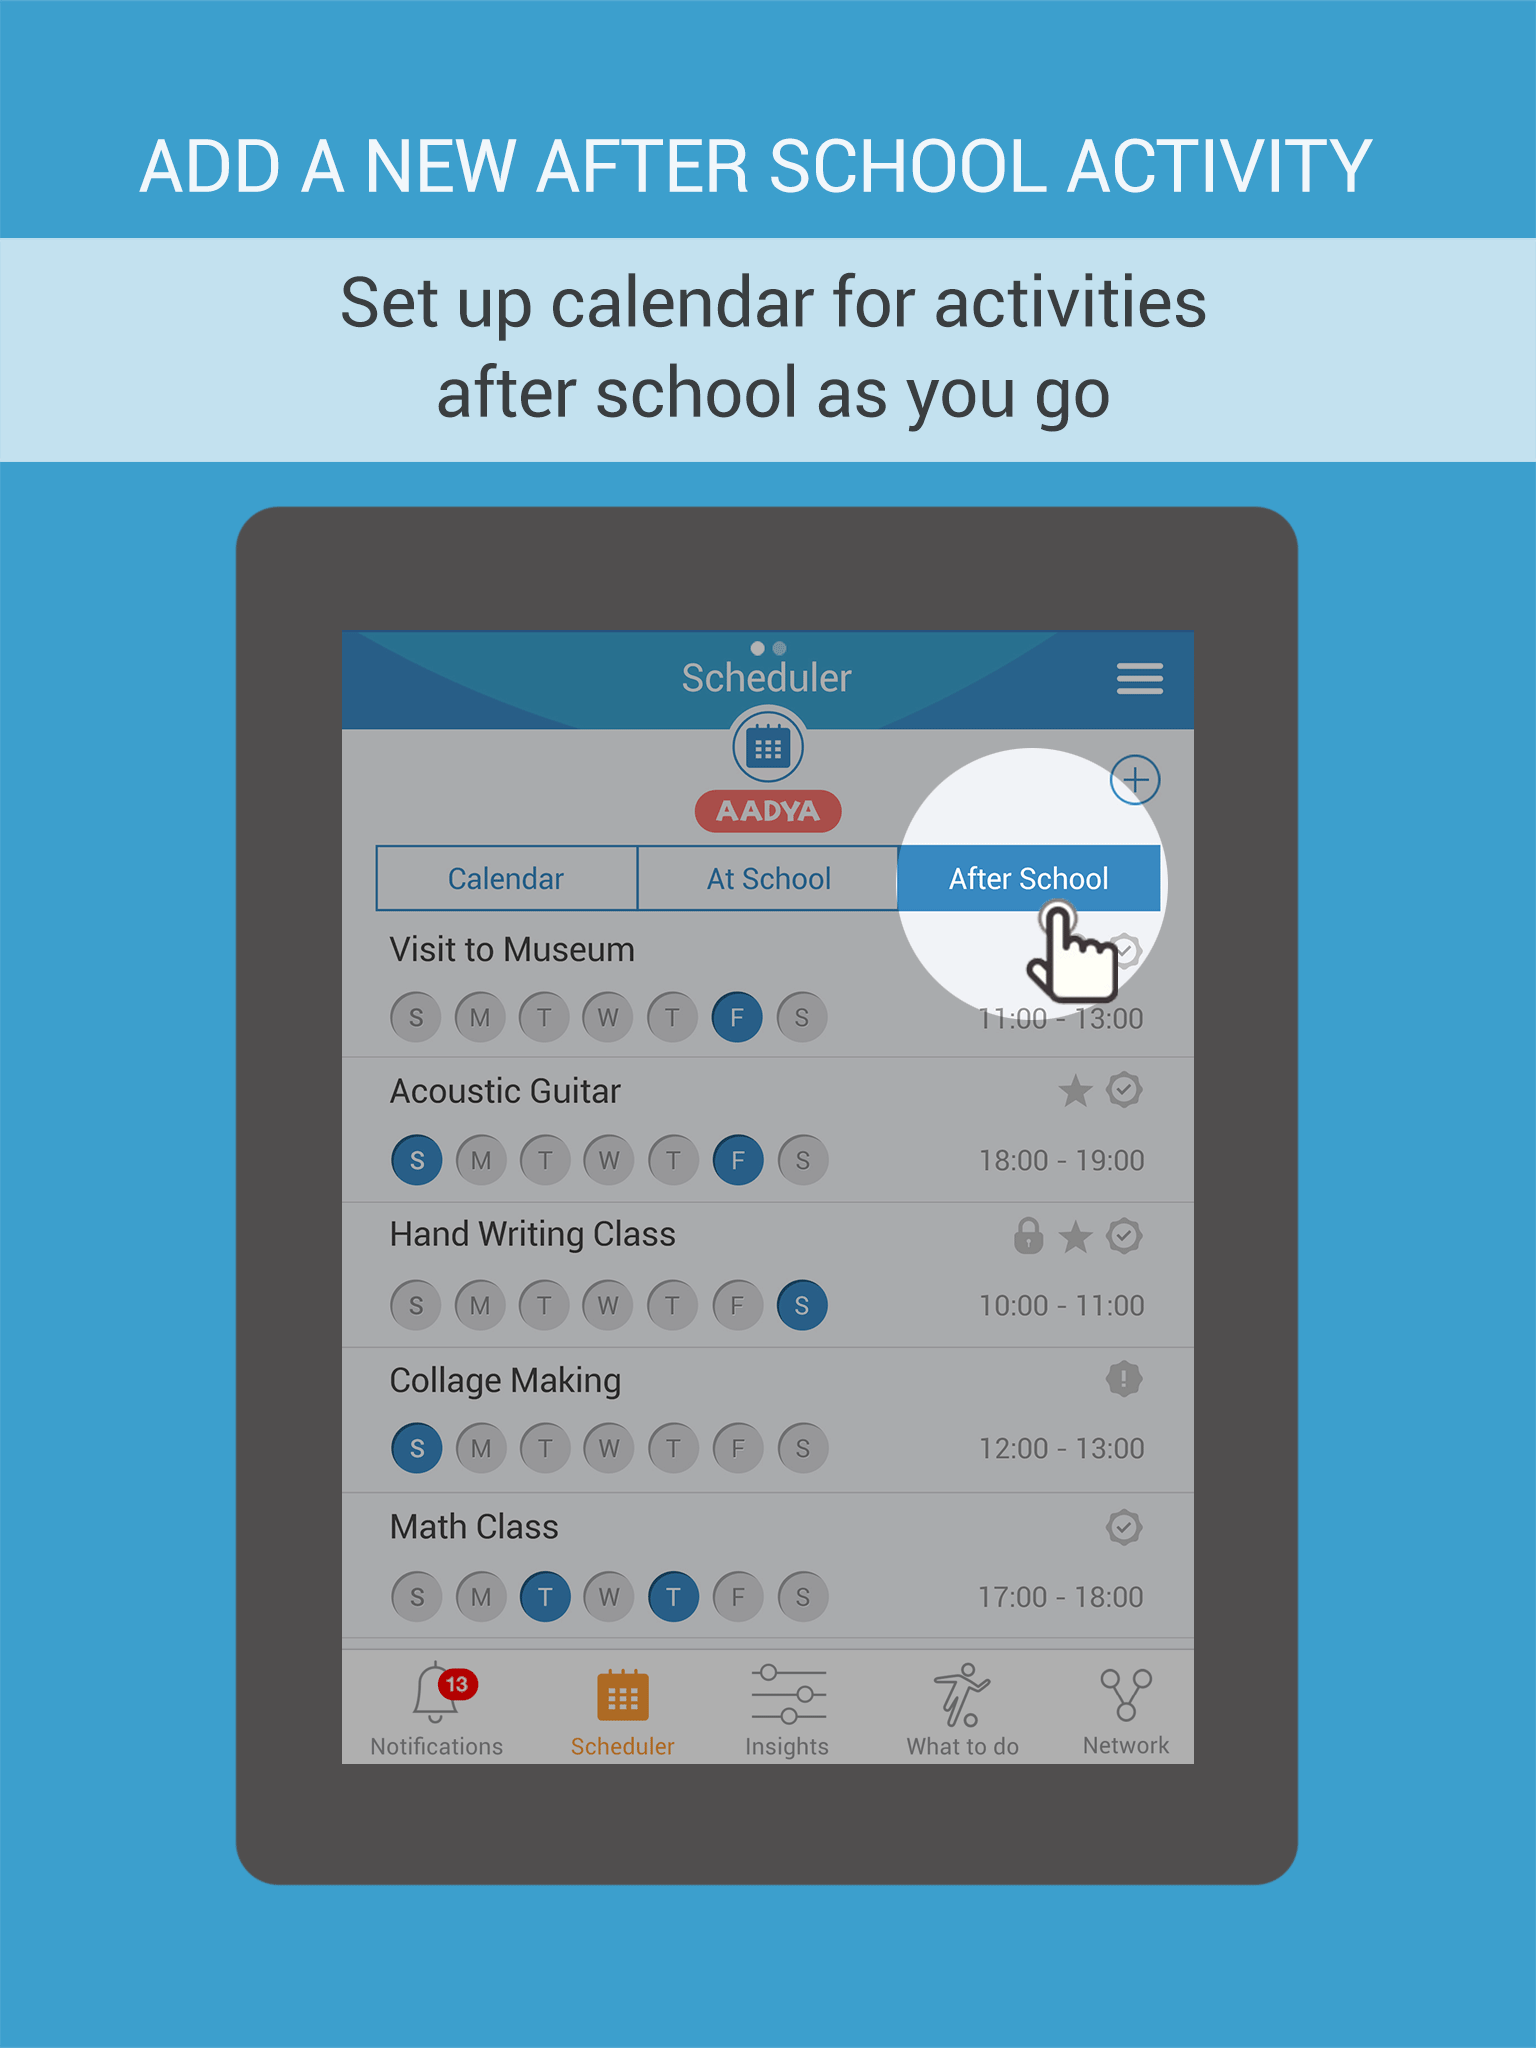 ADD A NEW AFTER SCHOOL ACTIVITY
Set up calendar for activities
after school as you go
Scheduler
AADYA
Calendar At School After School
Visit to Museum
S M T W T F S 11:00 - 13:00
Acoustic Guitar
S M T W T F S 18:00 - 19:00
Hand Writing Class
S M T W T F S 10:00 - 11:00
Collage Making
!
S M T W T F S 12:00 - 13:00
Math Class
S M T W T F S 17:00 - 18:00
13
Notifications Scheduler Insights What to do Network